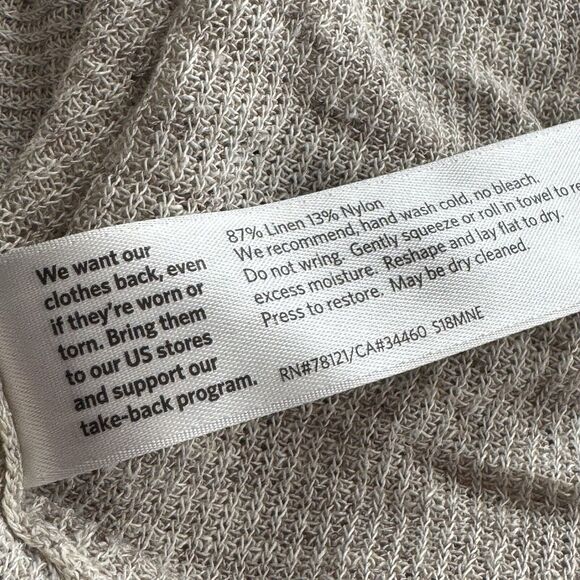 We want our
clothes back, even
if they're worn or
torn. Bring them
to our US stores
and support our
take-back program.
87% Linen 13% Nylon
We recommend, hand wash cold, no bleach.
Do not wring. Gently squeeze or roll in towel to
excess moisture. Reshape and lay flat to dry.
Press to restore. May be dry cleaned.
RN#78121/CA#34460 S18MNE